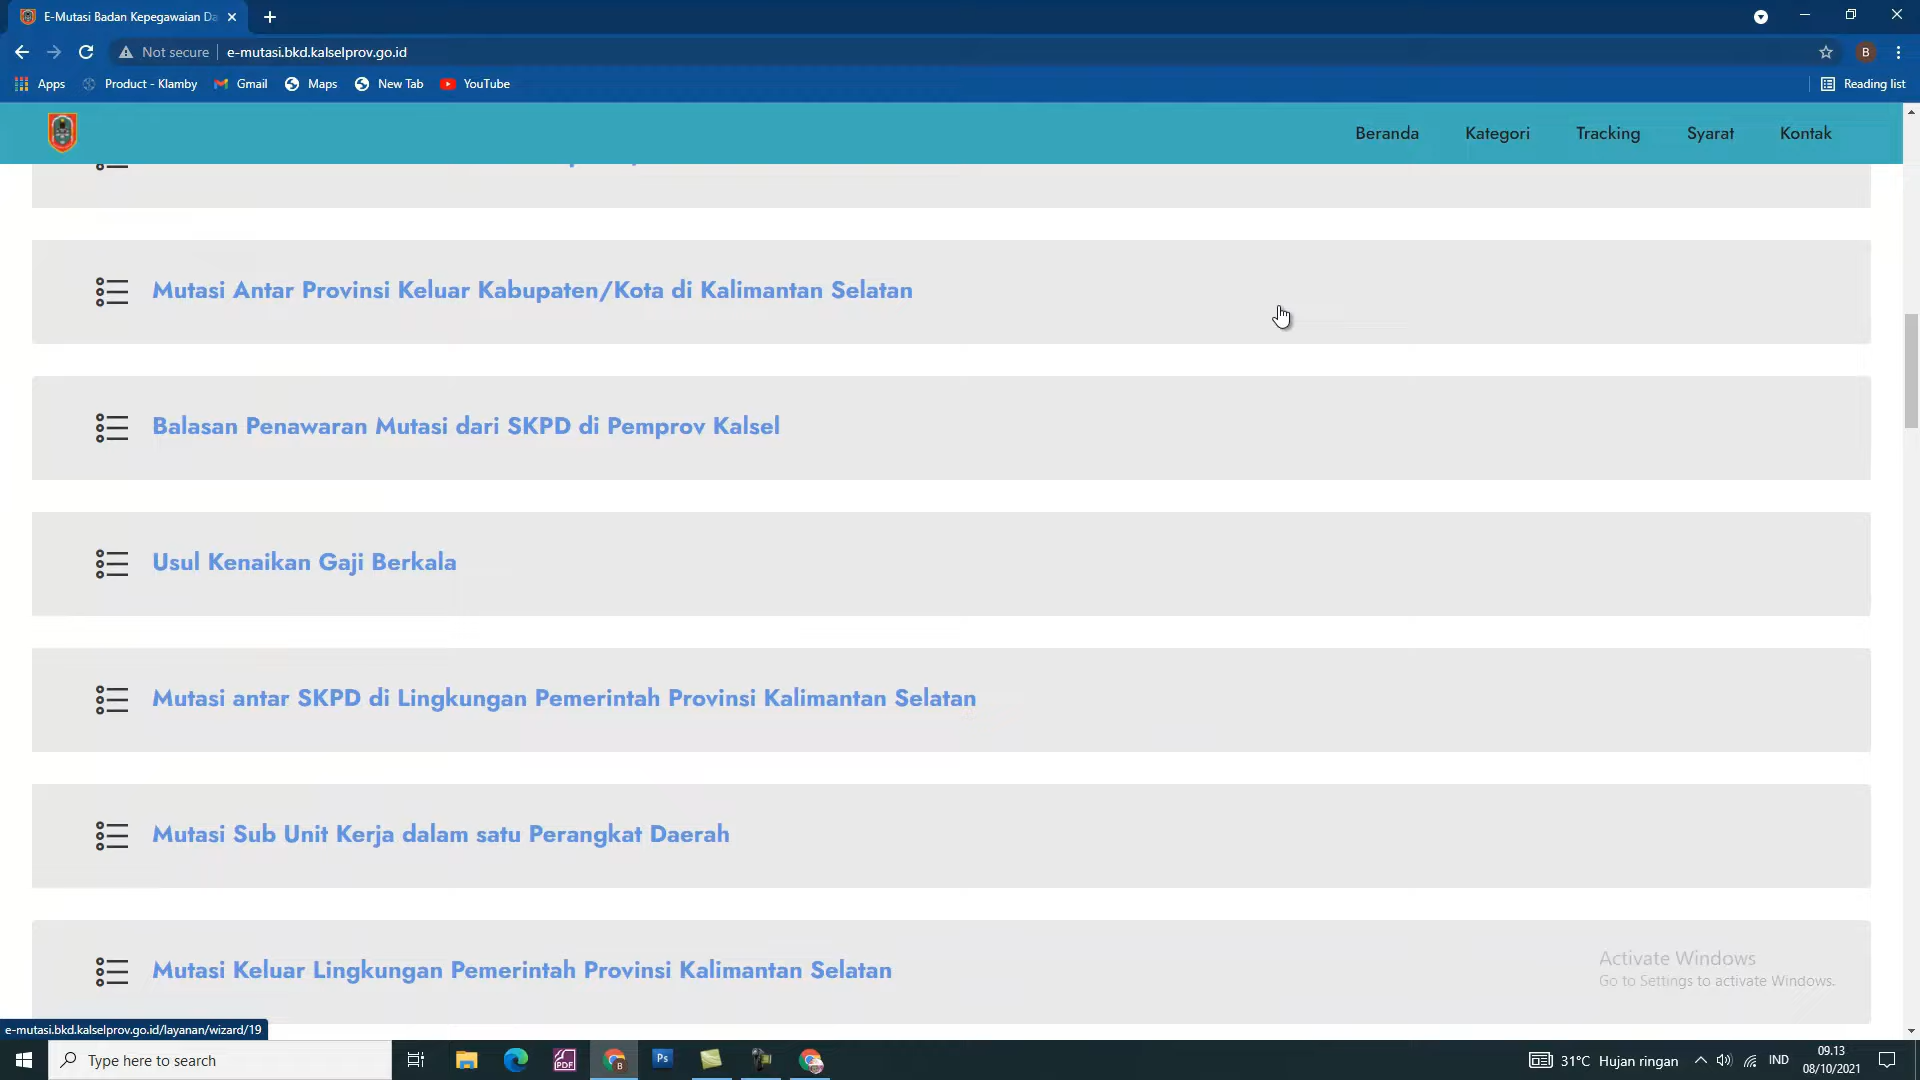 E-Mutasi Badan Kepegawaian Da
Not secure
e-mutasi.bkd.kalselprov.go.id
B
Apps
Product - Klamby
Gmail
Maps
New Tab
YouTube
Reading list
Beranda
Kategori
Tracking
Syarat
Kontak
Mutasi Antar Provinsi Keluar Kabupaten/Kota di Kalimantan Selatan
Balasan Penawaran Mutasi dari SKPD di Pemprov Kalsel
Usul Kenaikan Gaji Berkala
Mutasi antar SKPD di Lingkungan Pemerintah Provinsi Kalimantan Selatan
Mutasi Sub Unit Kerja dalam satu Perangkat Daerah
Mutasi Keluar Lingkungan Pemerintah Provinsi Kalimantan Selatan
Activate Windows
Go to Settings to activate Windows.
e-mutasi.bkd.kalselprov.go.id/layanan/wizard/19
Type here to search
PDF
B
Ps
31°C Hujan ringan
IND
09.13
08/10/2021